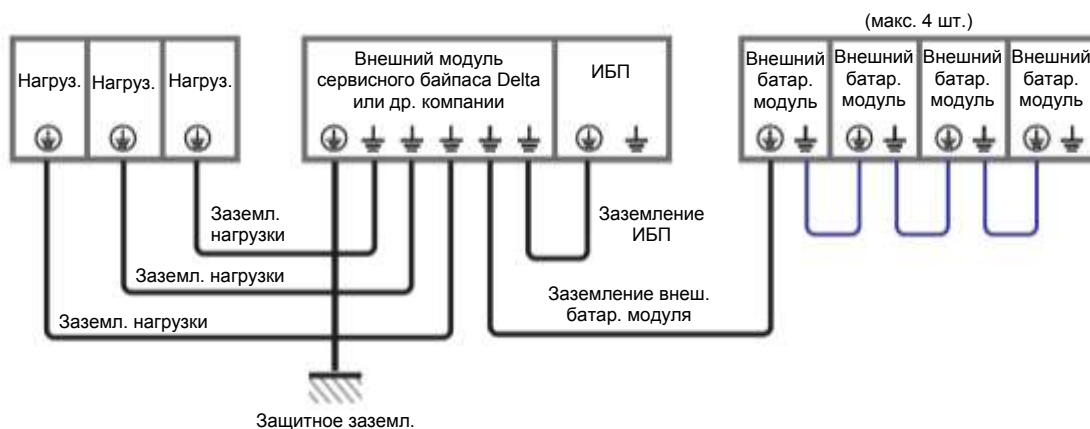 (макс. 4 шт.)
Нагруз.
Нагруз.
Нагруз.
Внешний модуль
сервисного байпаса Delta
или др. компании
ИБП
Внешний
батар.
модуль
Внешний
батар.
модуль
Внешний
батар.
модуль
Внешний
батар.
модуль
Заземл.
нагрузки
Заземление
ИБП
Заземл. нагрузки
Заземление внеш.
батар. модуля
Заземл. нагрузки
Защитное заземл.